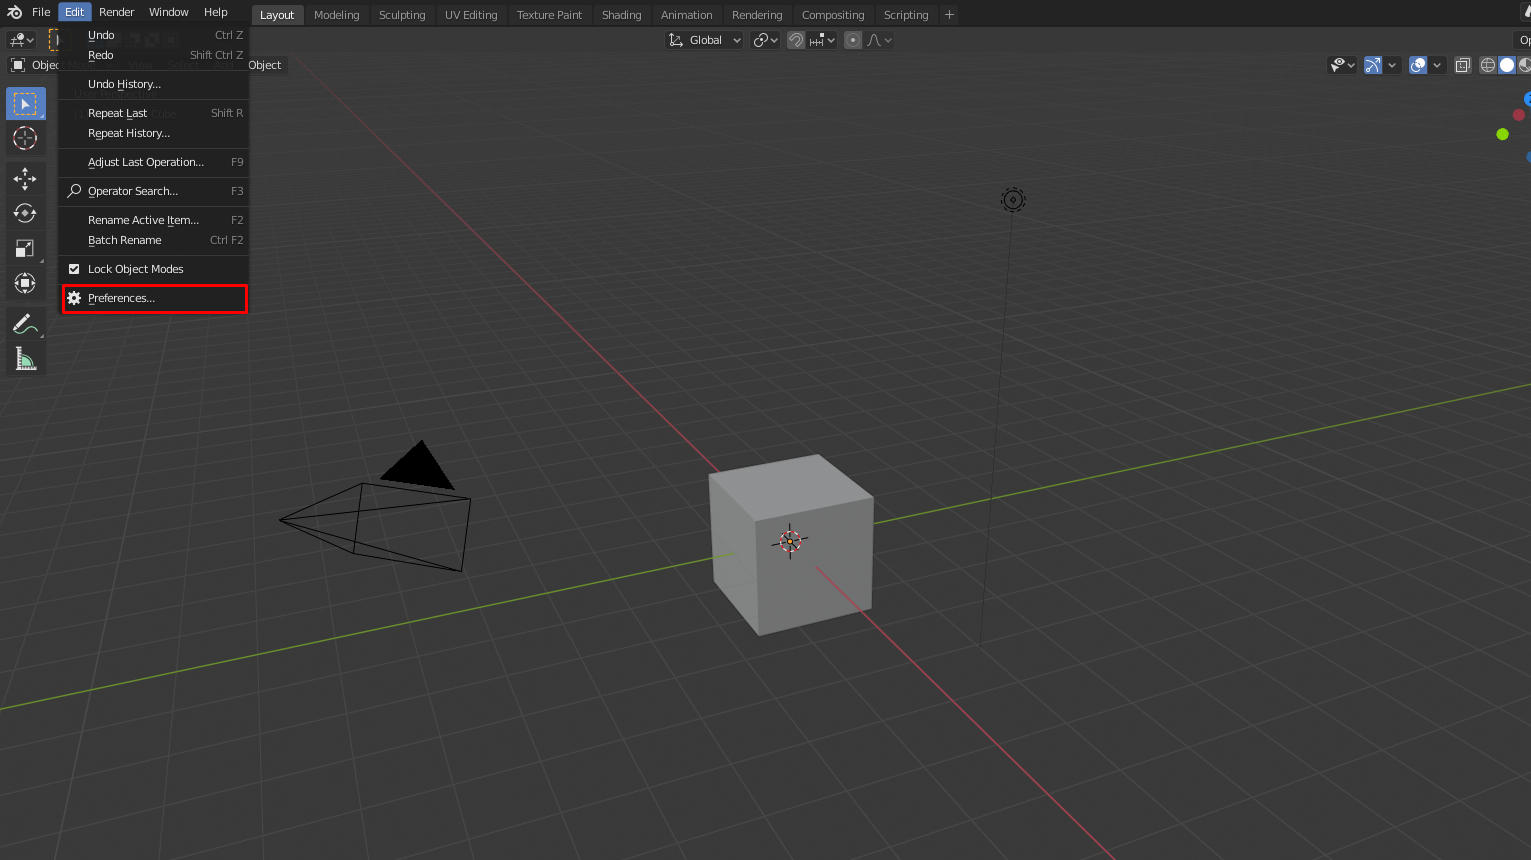 File Edit Render Window Help Layout Modeling Sculpting UV Editing Texture Paint Shading Animation Rendering Compositing Scripting +
Global
Object
Undo Ctrl Z
Redo Shift Ctrl Z
Undo History...
Repeat Last Shift R
Repeat History...
Adjust Last Operation... F9
Operator Search... F3
Rename Active Item... F2
Batch Rename Ctrl F2
Lock Object Modes
Preferences...